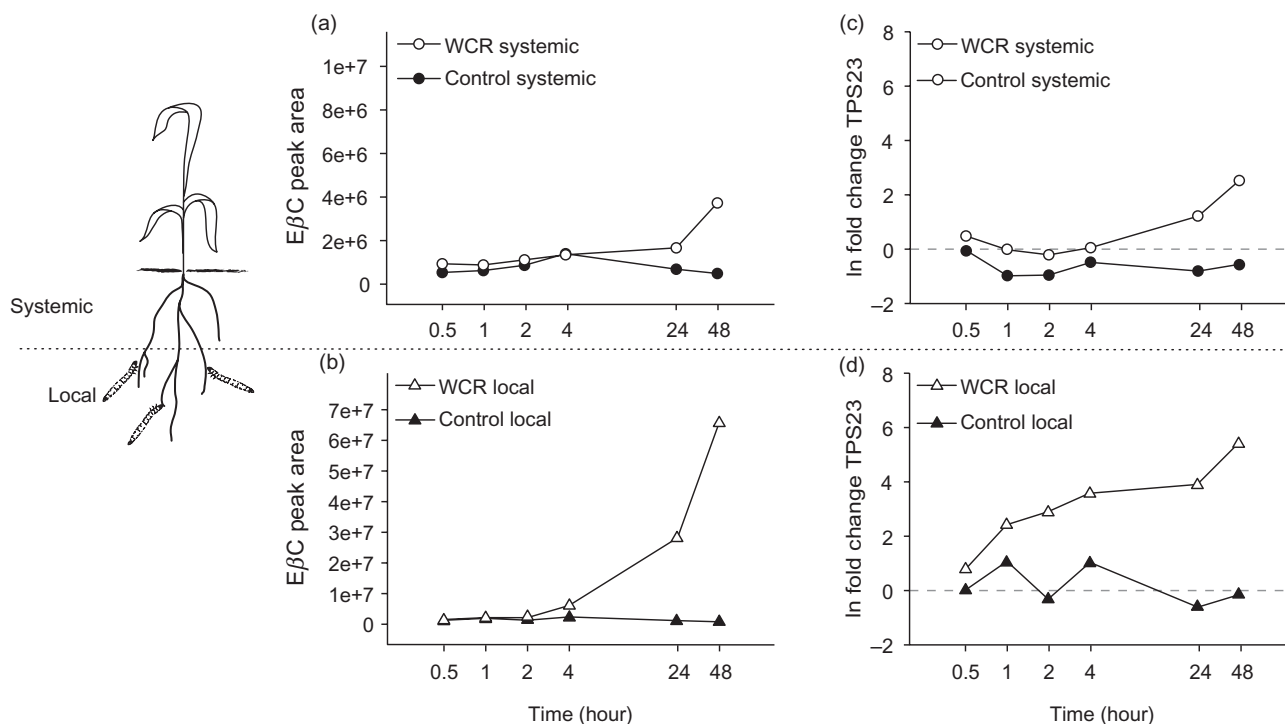 Systemic
Local
(a)
WCR systemic
Control systemic
EβC peak area
1e+7
8e+6
6e+6
4e+6
2e+6
0
0.5 1 2 4 24 48
(c)
WCR systemic
Control systemic
ln fold change TPS23
8
6
4
2
0
–2
0.5 1 2 4 24 48
(b)
WCR local
Control local
EβC peak area
7e+7
6e+7
5e+7
4e+7
3e+7
2e+7
1e+7
0
0.5 1 2 4 24 48
Time (hour)
(d)
WCR local
Control local
ln fold change TPS23
8
6
4
2
0
–2
0.5 1 2 4 24 48
Time (hour)